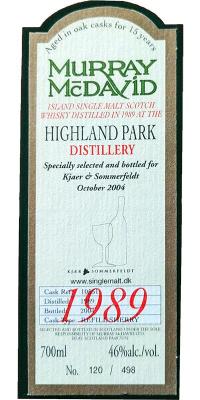 Aged in oak casks for 15 years
MURRAY
McDAVID
ISLAND SINGLE MALT SCOTCH
WHISKY DISTILLED IN 1989 AT THE
HIGHLAND PARK
DISTILLERY
Specially selected and bottled for
Kjaer & Sommerfeldt
October 2004
KJÆR & SOMMERFELDT
www.singlemalt.dk
Cask Ref:
Distilled: 1989
Bottled: 2004
Cask Type: REFILL SHERRY
1989
SELECTED AND BOTTLED IN SCOTLAND UNDER THE SOLE
RESPONSIBILITY OF MURRAY McDAVID LTD.
700ml 46%alc./vol.
No. 120 / 498